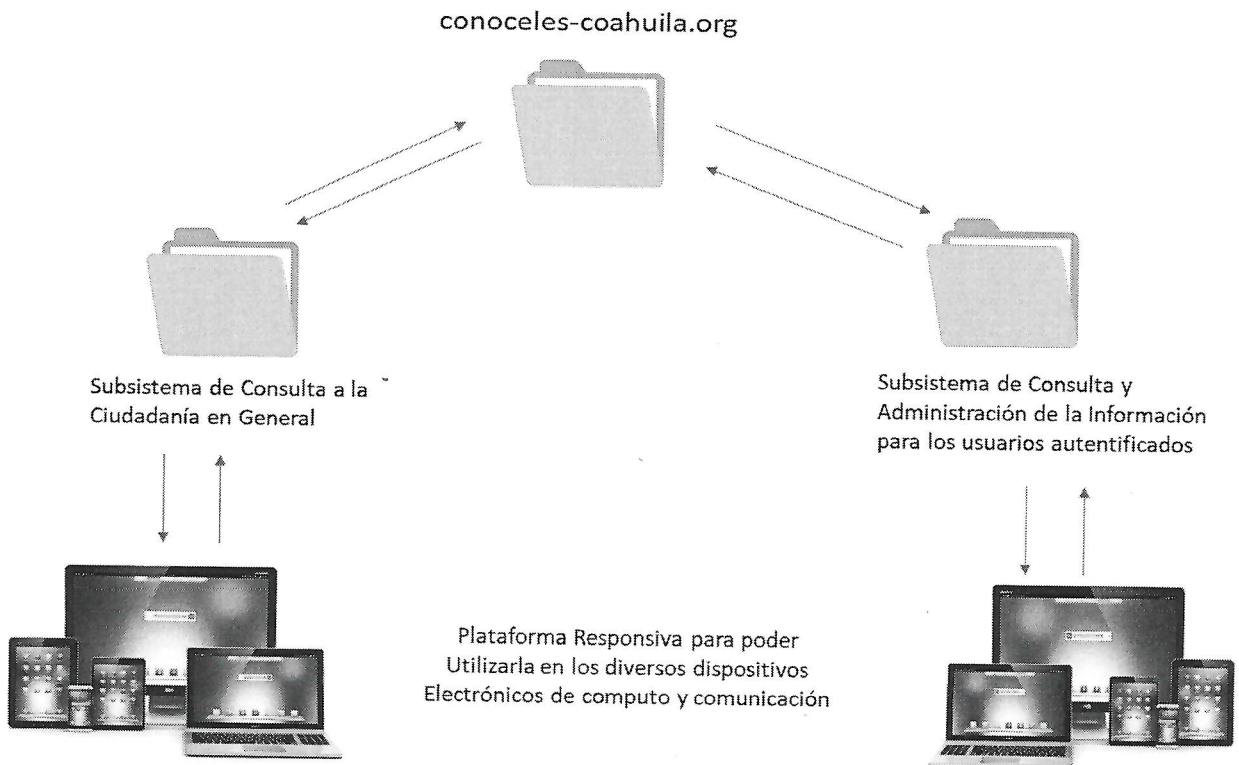 conoceles-coahuila.org
Subsistema de Consulta a la
Ciudadanía en General
Subsistema de Consulta y
Administración de la Información
para los usuarios autentificados
Plataforma Responsiva para poder
Utilizarla en los diversos dispositivos
Electrónicos de computo y comunicación